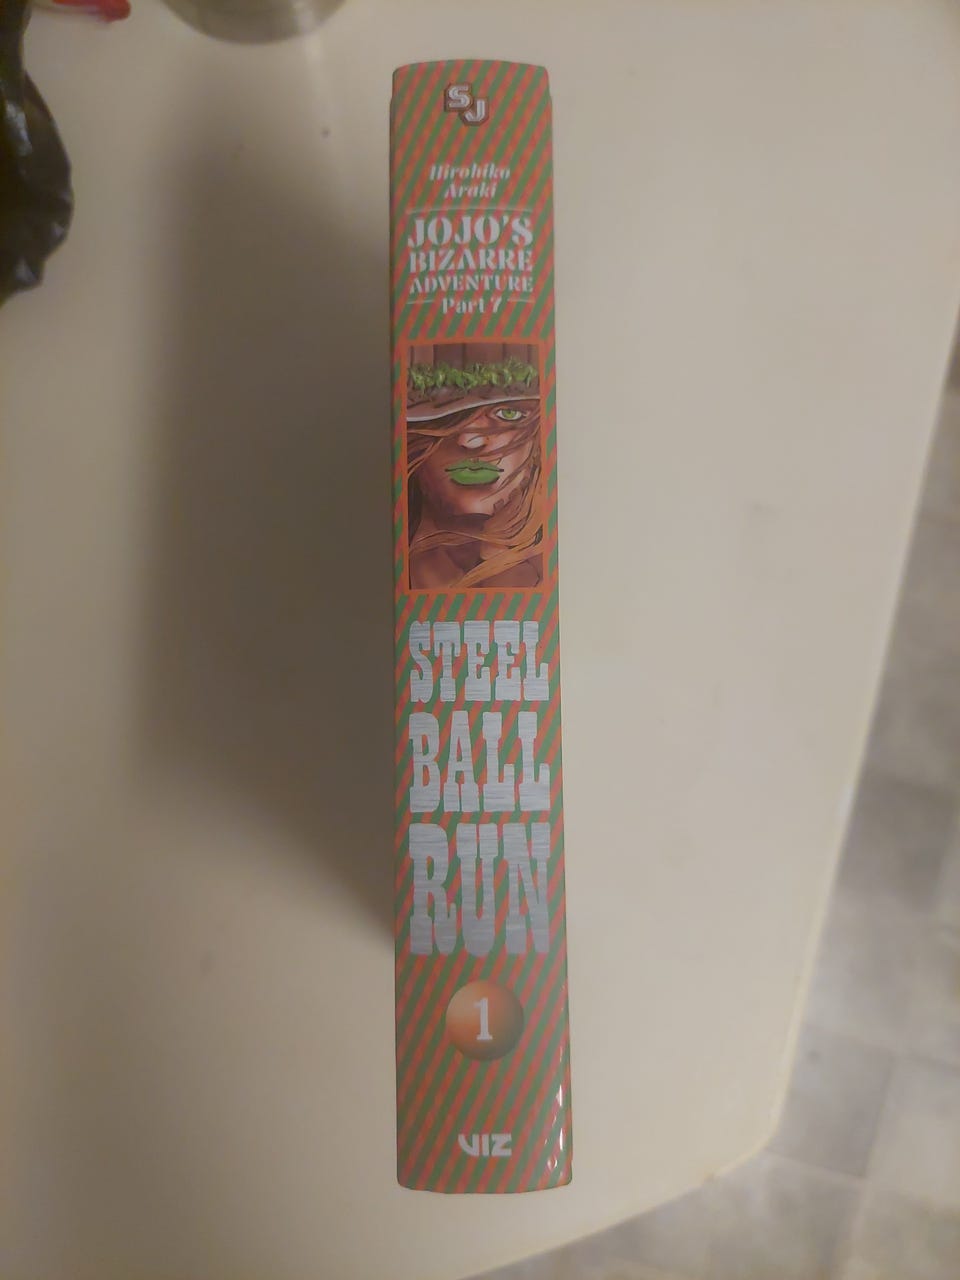 SJ
Hirohiko
Araki
JOJO'S
BIZARRE
ADVENTURE
Part 7
STEEL
BALL
RUN
1
VIZ